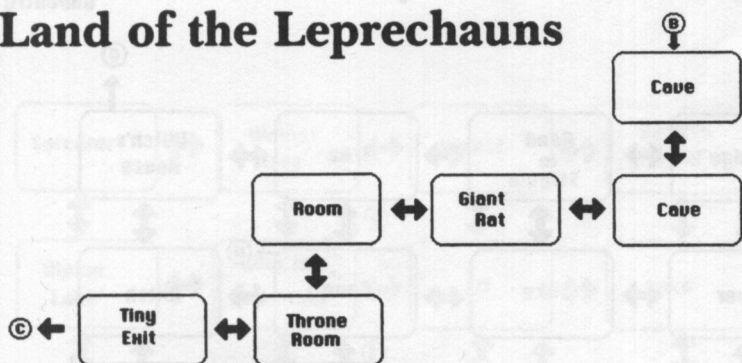 Land of the Leprechauns
B
Cave
Room
Giant
Rat
Cave
C
Tiny
Exit
Throne
Room